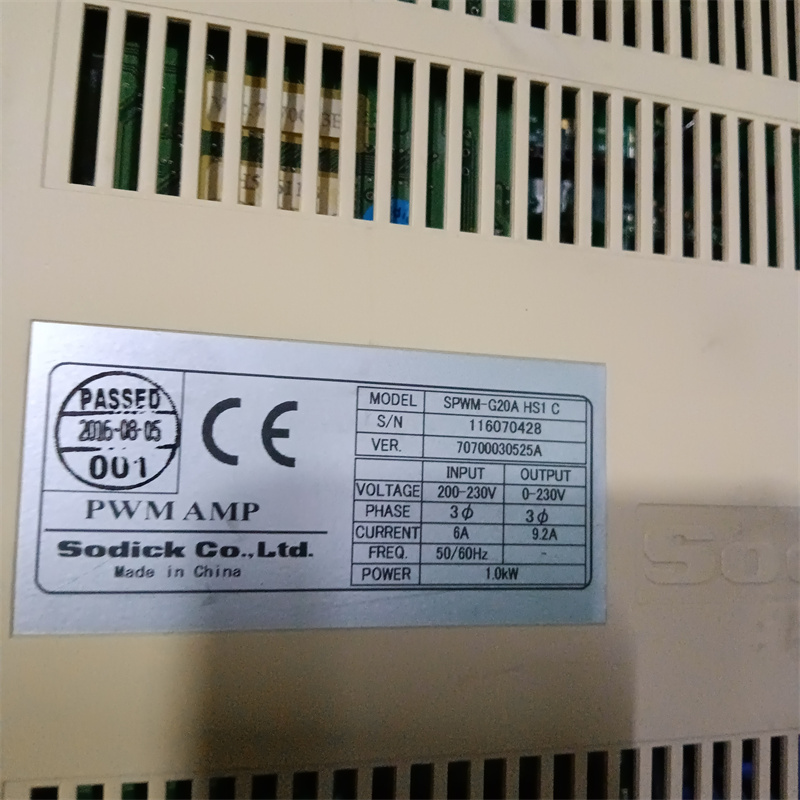 PASSED
2016-08-05
001
CE
PWM AMP
Sodick Co.,Ltd.
Made in China
MODEL SPWM-G20A HS1 C
S/N 116070428
VER. 70700030525A
INPUT OUTPUT
VOLTAGE 200-230V 0-230V
PHASE 3ϕ 3ϕ
CURRENT 6A 9.2A
FREQ. 50/60Hz -
POWER 1.0kW